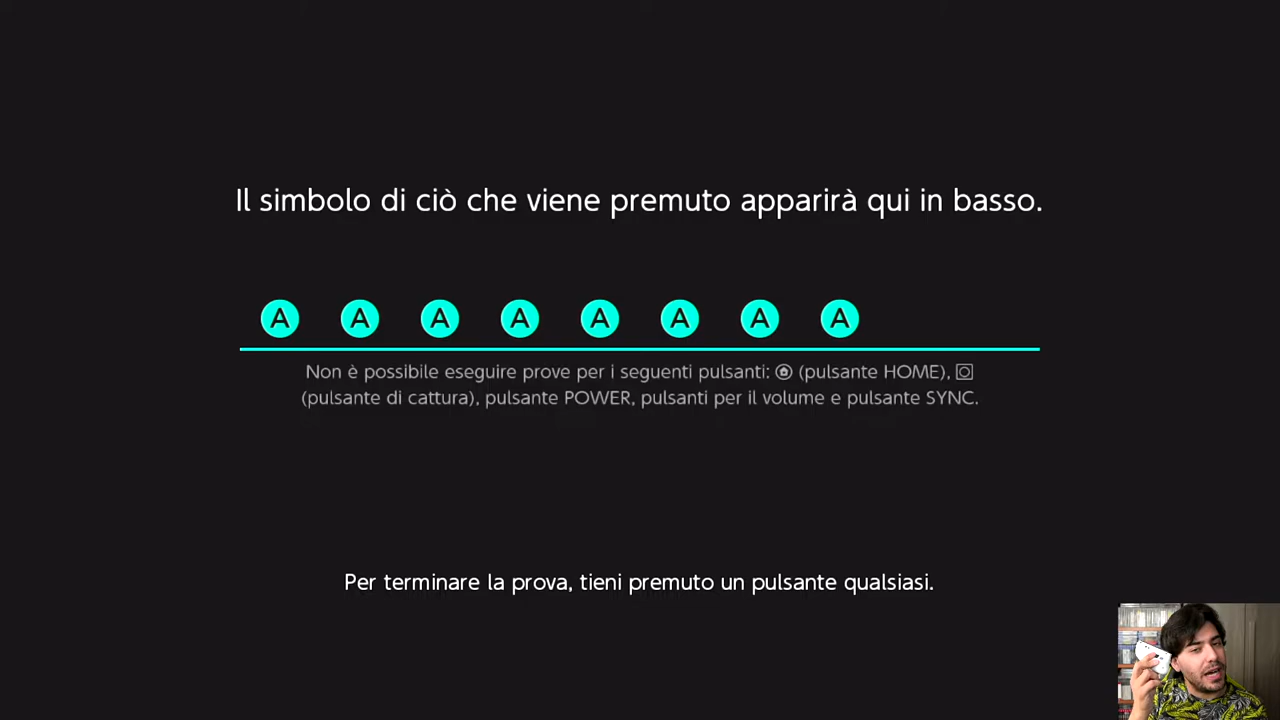 Il simbolo di ciò che viene premuto apparirà qui in basso.
A A A A A A A A
Non è possibile eseguire prove per i seguenti pulsanti: (pulsante HOME),
(pulsante di cattura), pulsante POWER, pulsanti per il volume e pulsante SYNC.
Per terminare la prova, tieni premuto un pulsante qualsiasi.